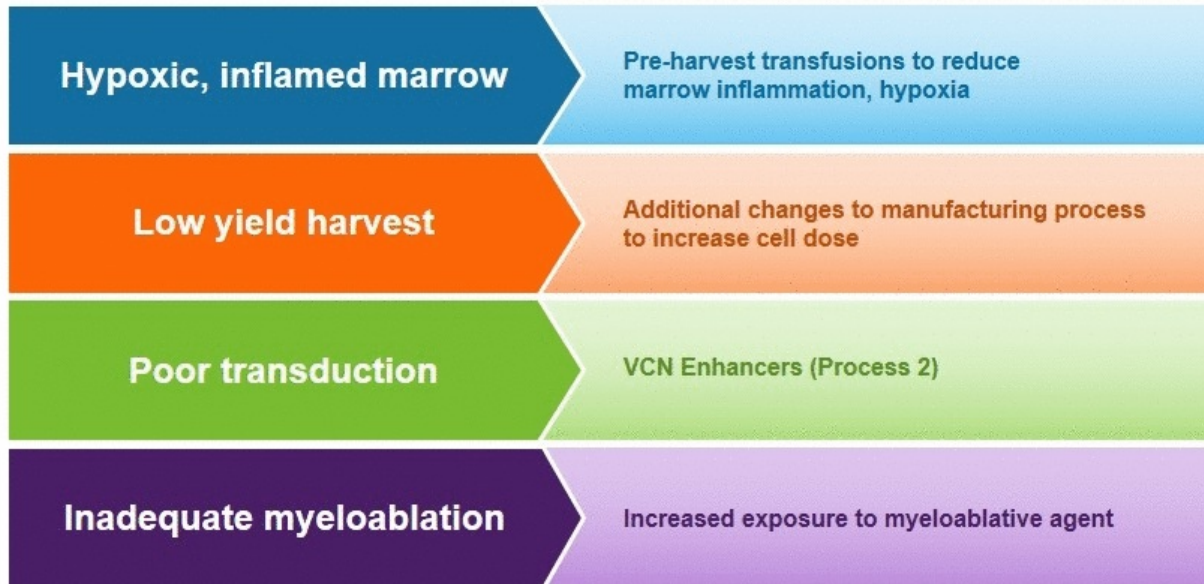 Hypoxic, inflamed marrow
Pre-harvest transfusions to reduce
marrow inflammation, hypoxia
Low yield harvest
Additional changes to manufacturing process
to increase cell dose
Poor transduction
VCN Enhancers (Process 2)
Inadequate myeloablation
Increased exposure to myeloablative agent